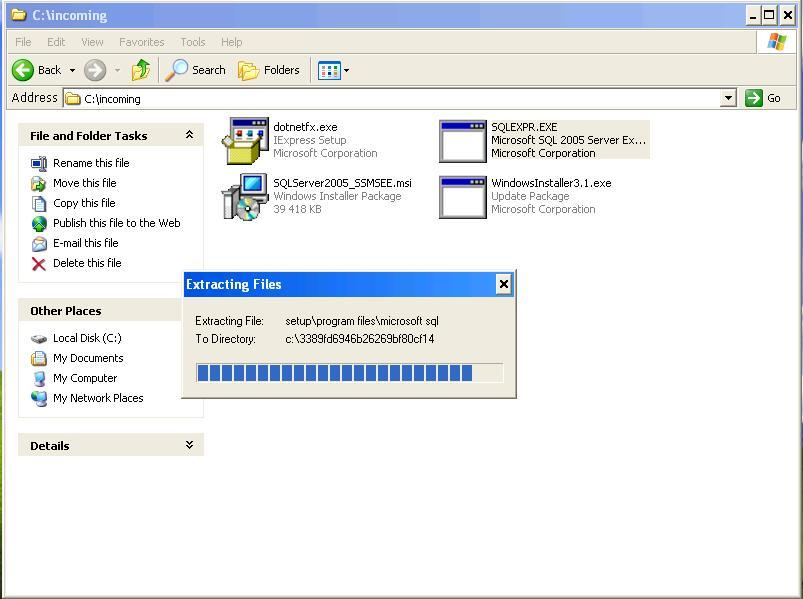 C:\incoming
File Edit View Favorites Tools Help
Back Search Folders
Address C:\incoming Go
File and Folder Tasks
Rename this file
Move this file
Copy this file
Publish this file to the Web
E-mail this file
Delete this file
Other Places
Local Disk (C:)
My Documents
My Computer
My Network Places
Details
dotnetfx.exe
IExpress Setup
Microsoft Corporation
SQLEXPR.EXE
Microsoft SQL 2005 Server Ex...
Microsoft Corporation
SQLServer2005_SSMSEE.msi
Windows Installer Package
39 418 KB
WindowsInstaller3.1.exe
Update Package
Microsoft Corporation
Extracting Files
Extracting File: setup\program files\microsoft sql
To Directory: c:\3389fd6946b26269bf80cf14